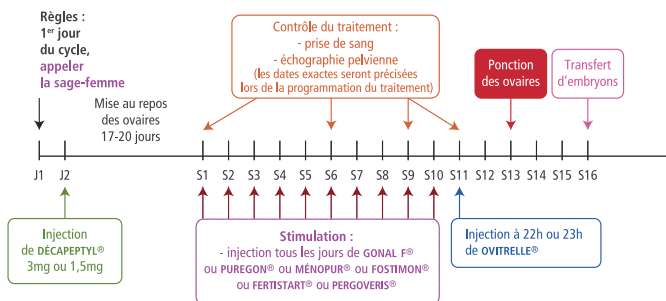 Règles :
1er jour
du cycle,
appeler
la sage-femme
Mise au repos
des ovaires
17-20 jours
Contrôle du traitement :
- prise de sang
- échographie pelvienne
(les dates exactes seront précisées
lors de la programmation du traitement)
Ponction
des ovaires
Transfert
d'embryons
J1 J2 S1 S2 S3 S4 S5 S6 S7 S8 S9 S10 S11 S12 S13 S14 S15 S16
Injection
de DÉCAPEPTYL®
3mg ou 1,5mg
Stimulation :
- injection tous les jours de GONAL F®
ou PUREGON® ou MÉNOPUR® ou FOSTIMON®
ou FERTISTART® ou PERGOVERIS®
Injection à 22h ou 23h
de OVITRELLE®